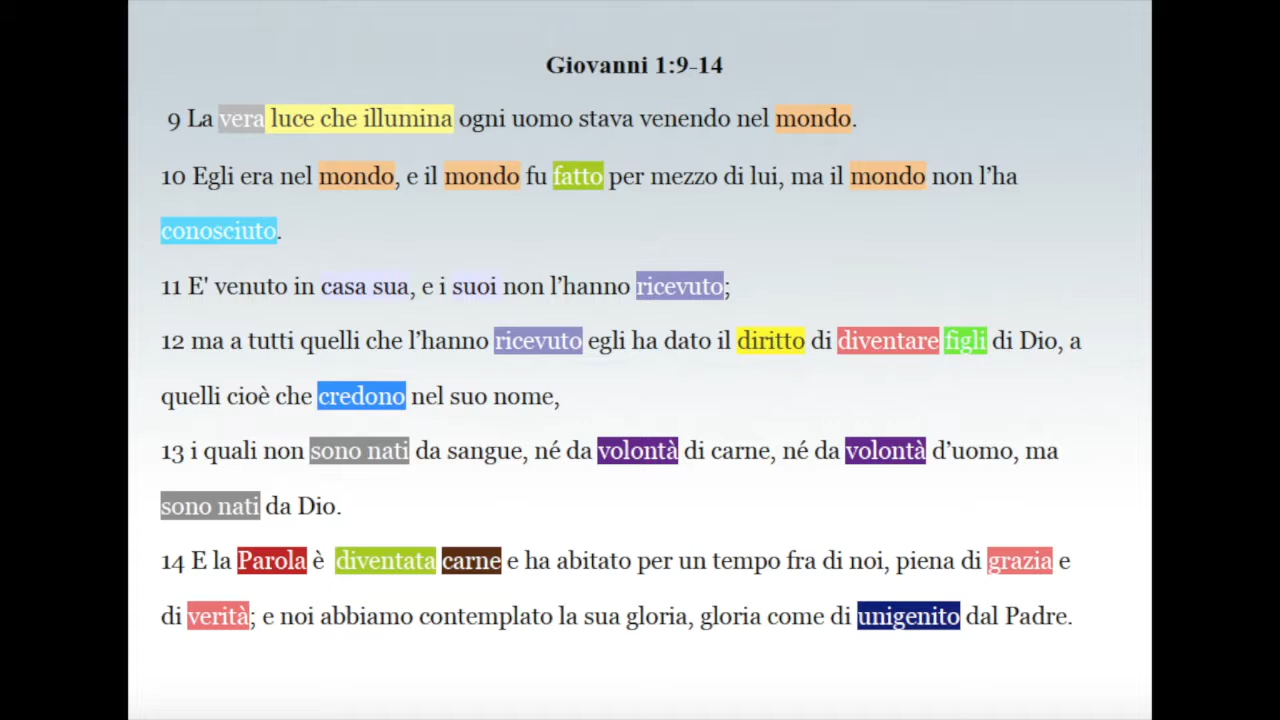 Giovanni 1:9-14
9 La vera luce che illumina ogni uomo stava venendo nel mondo.
10 Egli era nel mondo, e il mondo fu fatto per mezzo di lui, ma il mondo non l’ha
conosciuto.
11 E' venuto in casa sua, e i suoi non l’hanno ricevuto;
12 ma a tutti quelli che l’hanno ricevuto egli ha dato il diritto di diventare figli di Dio, a
quelli cioè che credono nel suo nome,
13 i quali non sono nati da sangue, né da volontà di carne, né da volontà d’uomo, ma
sono nati da Dio.
14 E la Parola è diventata carne e ha abitato per un tempo fra di noi, piena di grazia e
di verità; e noi abbiamo contemplato la sua gloria, gloria come di unigenito dal Padre.